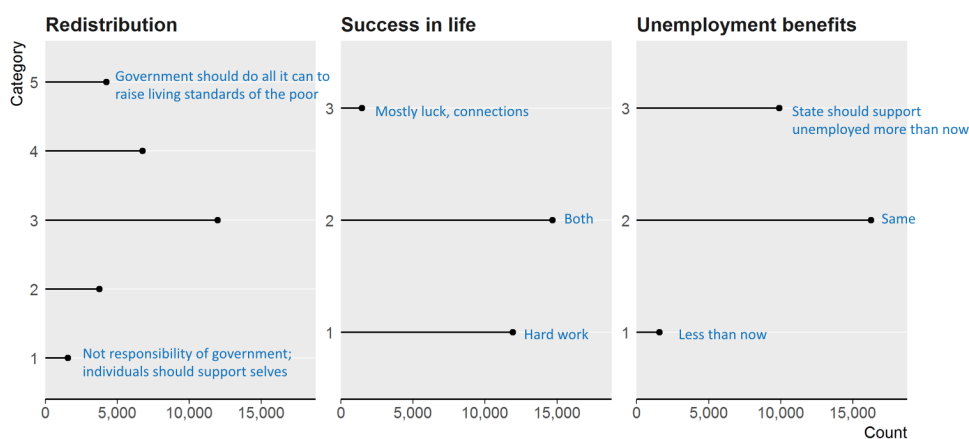 Redistribution
Success in life
Unemployment benefits
Category
5
Government should do all it can to
raise living standards of the poor
4
3
2
1
Not responsibility of government;
individuals should support selves
0
5,000
10,000
15,000
3
Mostly luck, connections
2
Both
1
Hard work
0
5,000
10,000
15,000
3
State should support
unemployed more than now
2
Same
1
Less than now
0
5,000
10,000
15,000
Count